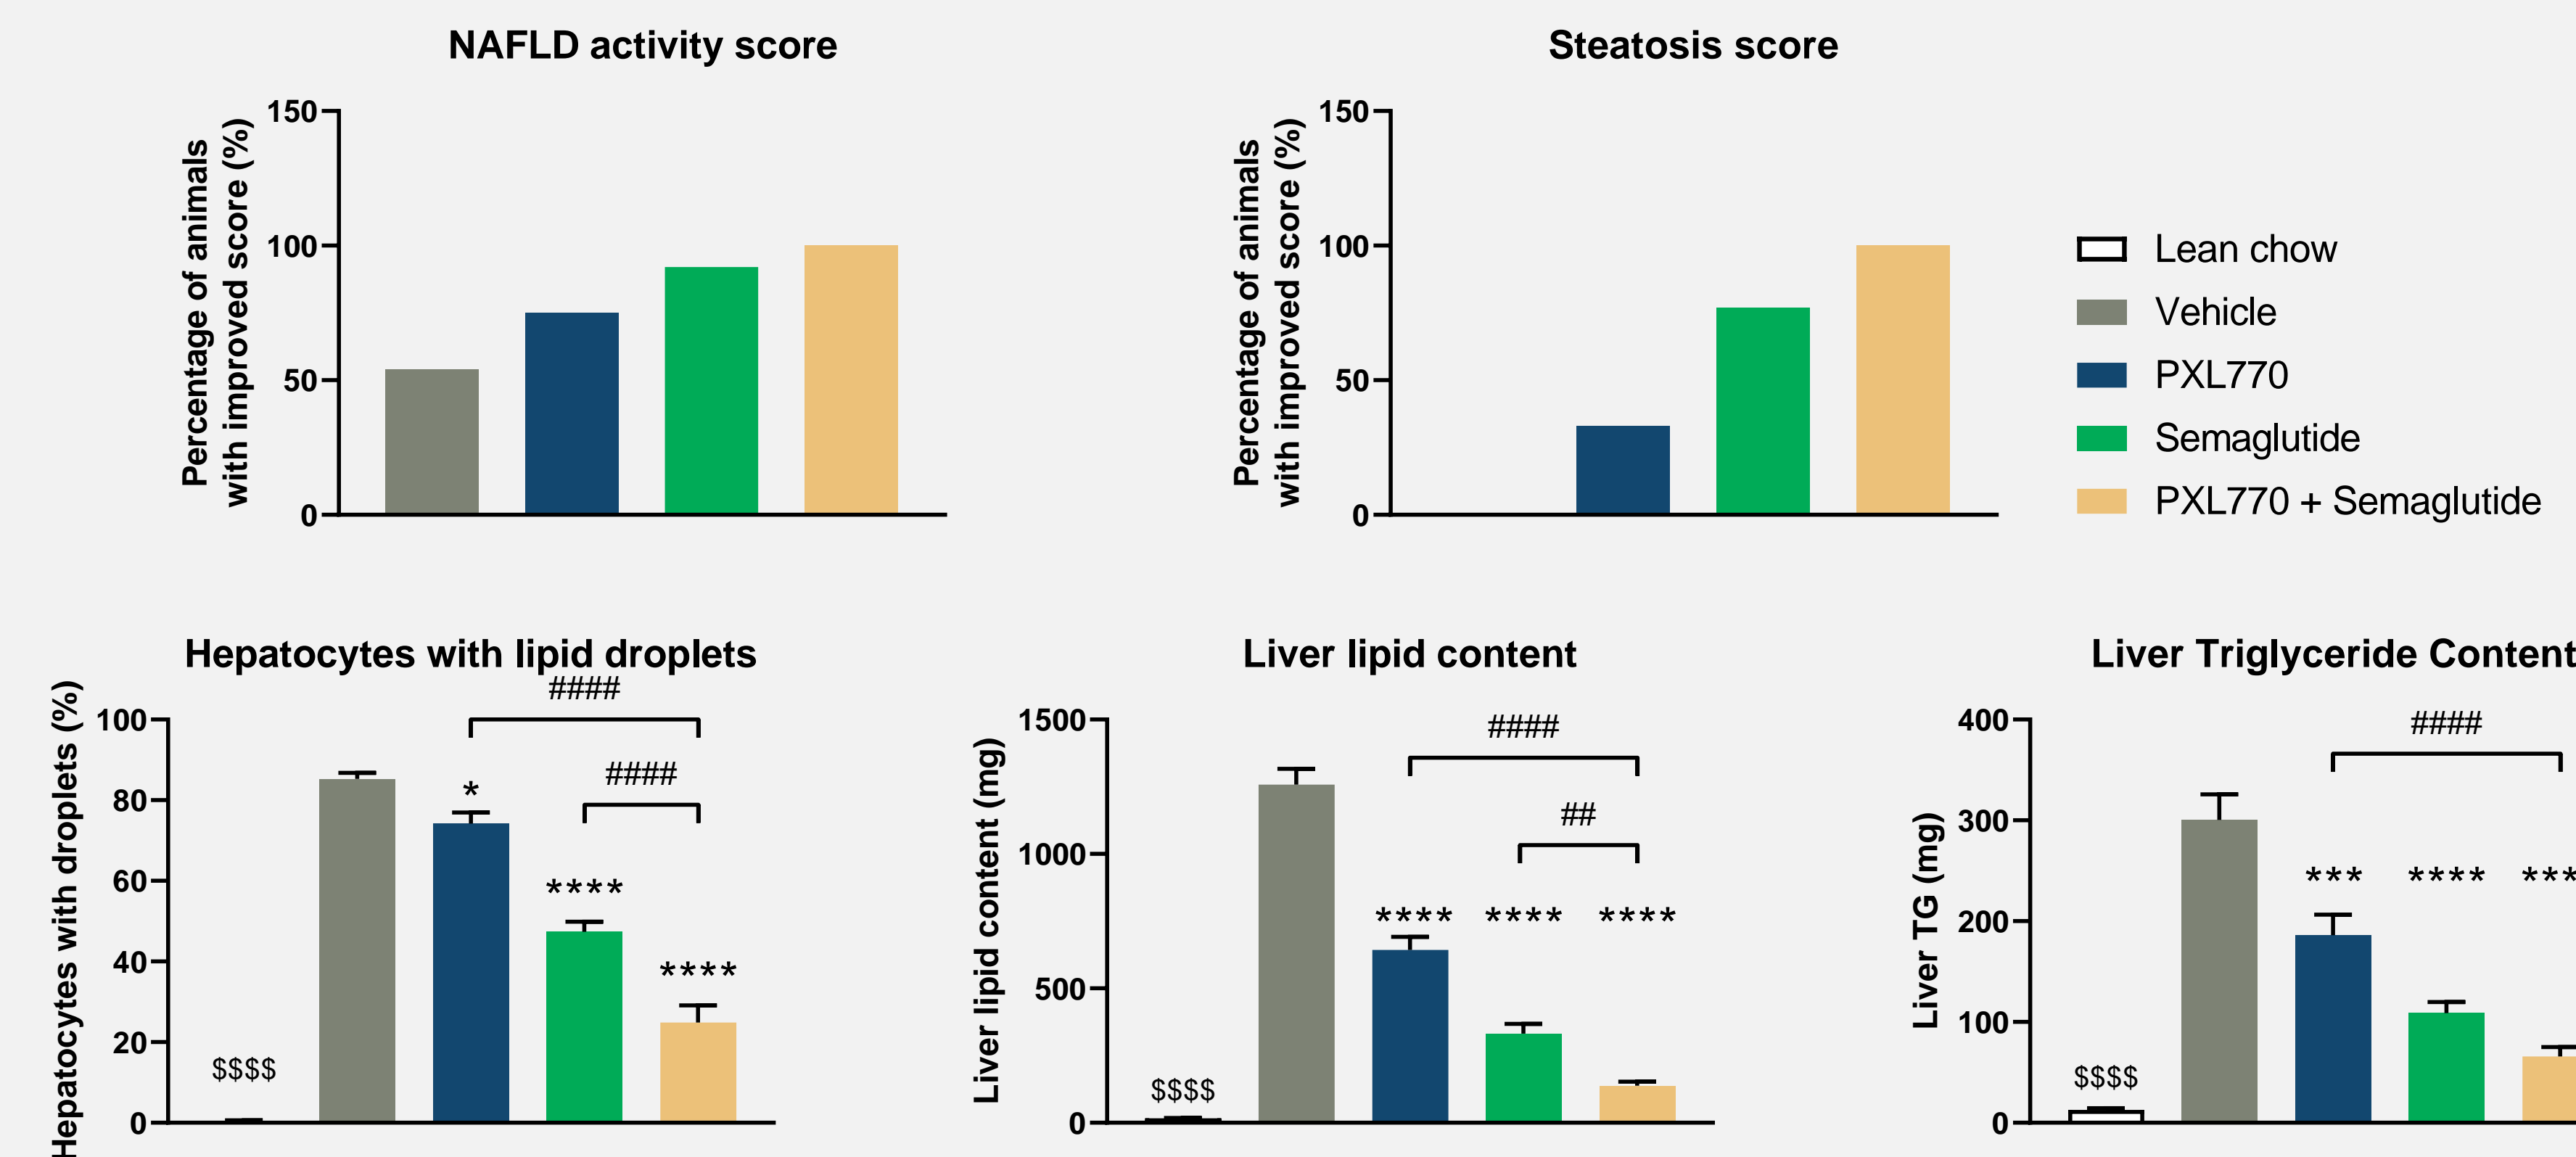 NAFLD activity score
Percentage of animals
with improved score (%)
150
100
50
0
Steatosis score
Percentage of animals
with improved score (%)
150
100
50
0
Lean chow
Vehicle
PXL770
Semaglutide
PXL770 + Semaglutide
Hepatocytes with lipid droplets
Hepatocytes with droplets (%)
100
80
60
40
20
0
####
####
*
****
****
$$$$
Liver lipid content
Liver lipid content (mg)
1500
1000
500
0
####
##
**** **** ****
$$$$
Liver Triglyceride Content
Liver TG (mg)
400
300
200
100
0
####
*** **** ***
$$$$